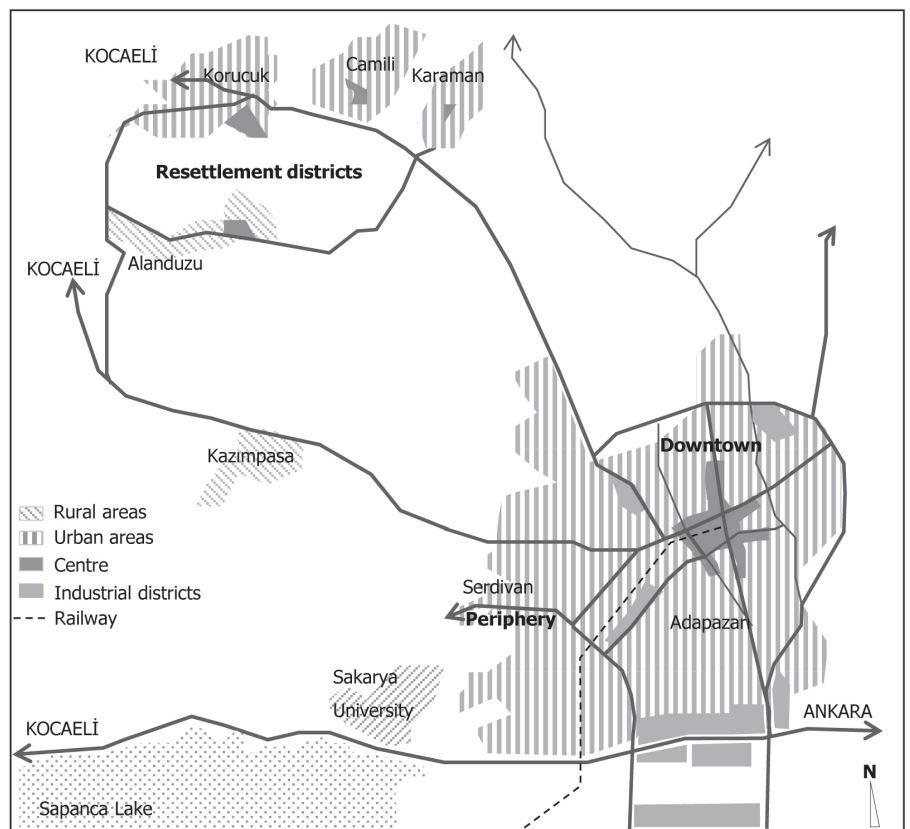 KOCAELİ
Korucuk
Camili
Karaman
Resettlement districts
Alanduzu
KOCAELİ
Downtown
Kazımpasa
Rural areas
Urban areas
Centre
Industrial districts
Railway
Serdivan
Periphery
Adapazarı
Sakarya
University
KOCAELİ
ANKARA
Sapanca Lake
N